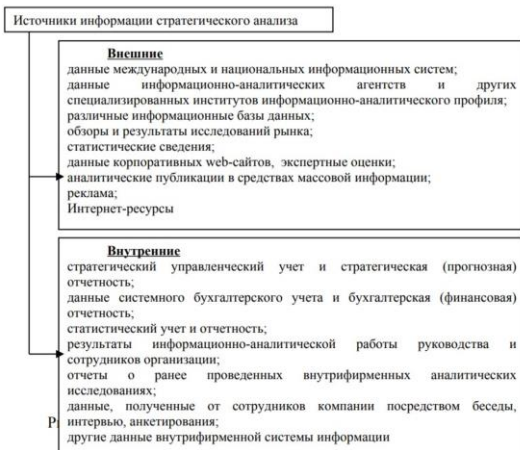 Источники информации стратегического анализа
Внешние
данные международных и национальных информационных систем;
данные информационно-аналитических агентств и других
специализированных институтов информационно-аналитического профиля;
различные информационные базы данных;
обзоры и результаты исследований рынка;
статистические сведения;
данные корпоративных web-сайтов, экспертные оценки;
аналитические публикации в средствах массовой информации;
реклама;
Интернет-ресурсы
Внутренние
стратегический управленческий учет и стратегическая (прогнозная)
отчетность;
данные системного бухгалтерского учета и бухгалтерская (финансовая)
отчетность;
статистический учет и отчетность;
результаты информационно-аналитической работы руководства и
сотрудников организации;
отчеты о ранее проведенных внутрифирменных аналитических
исследованиях;
данные, полученные от сотрудников компании посредством беседы,
интервью, анкетирования;
другие данные внутрифирменной системы информации